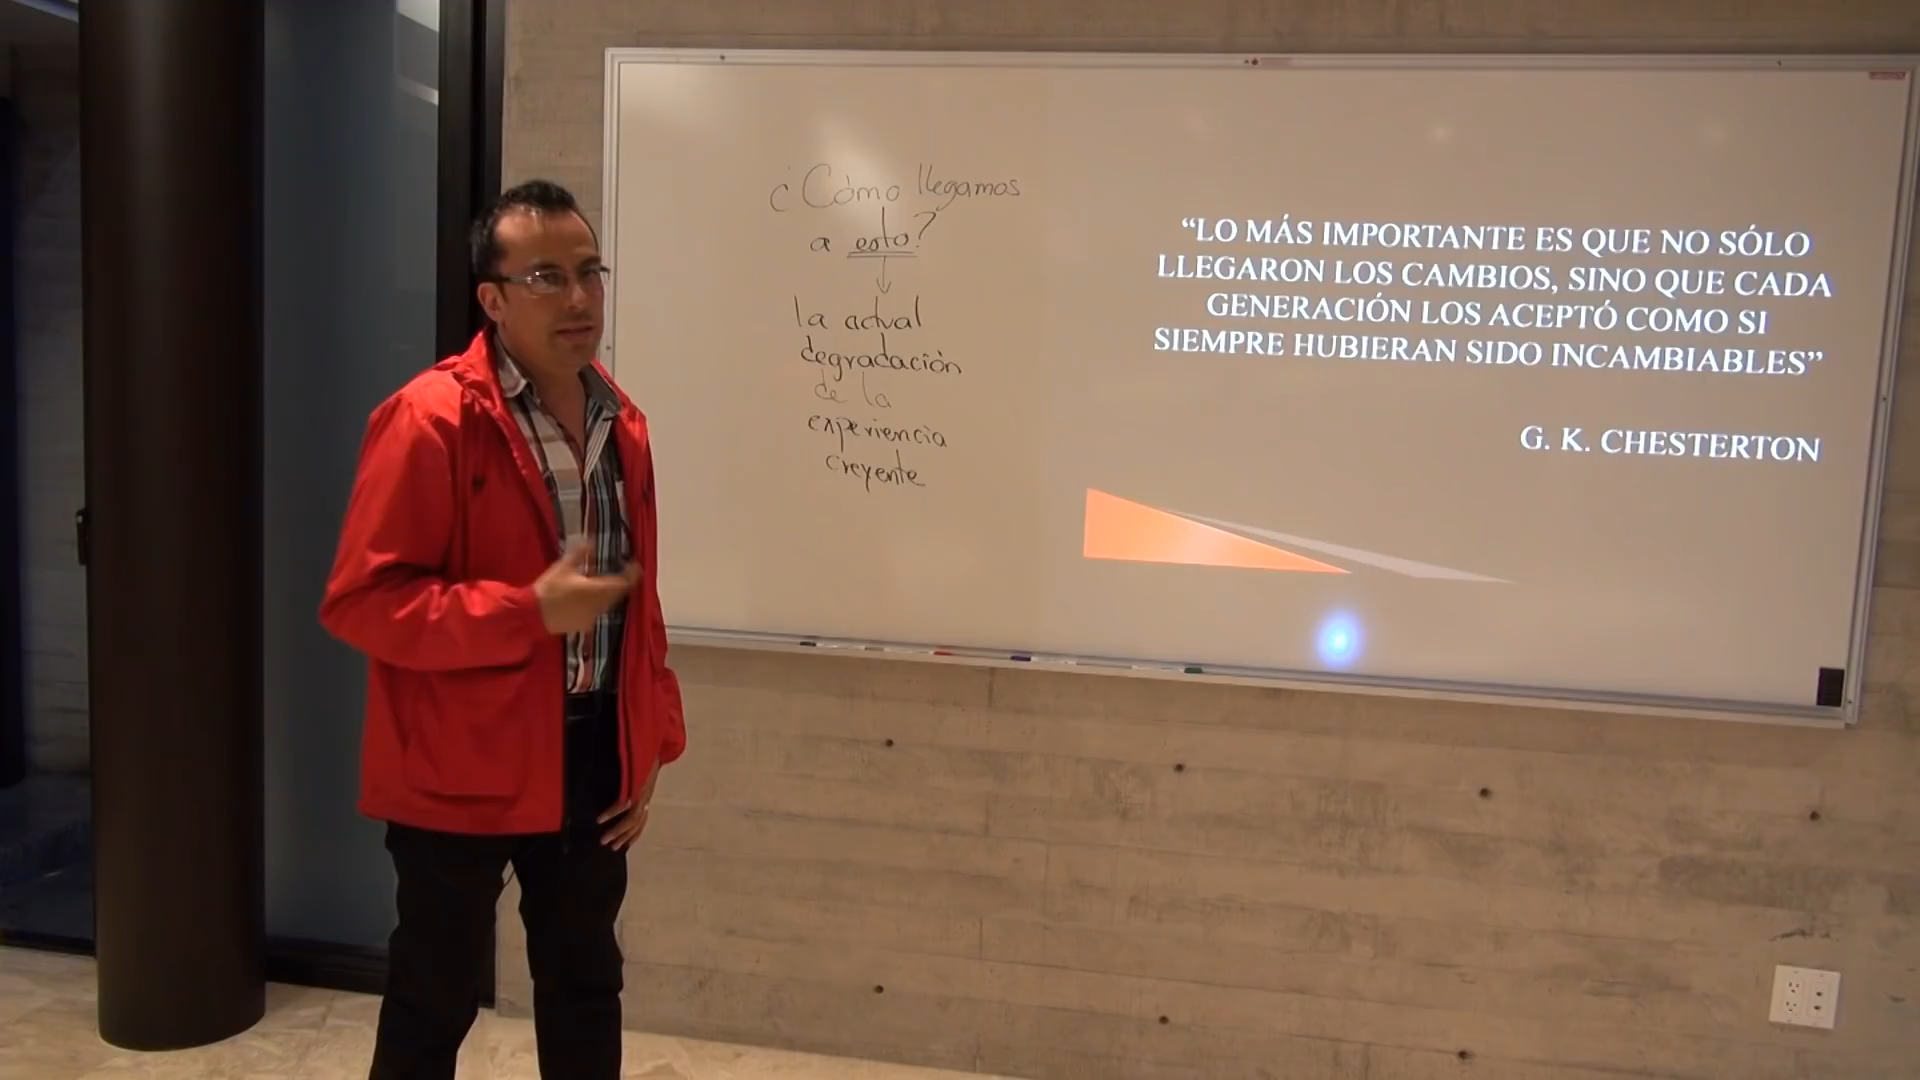 ¿Cómo llegamos
a esto?
la actual
degradación
de la
experiencia
creyente
“LO MÁS IMPORTANTE ES QUE NO SÓLO
LLEGARON LOS CAMBIOS, SINO QUE CADA
GENERACIÓN LOS ACEPTÓ COMO SI
SIEMPRE HUBIERAN SIDO INCAMBIABLES”
G. K. CHESTERTON